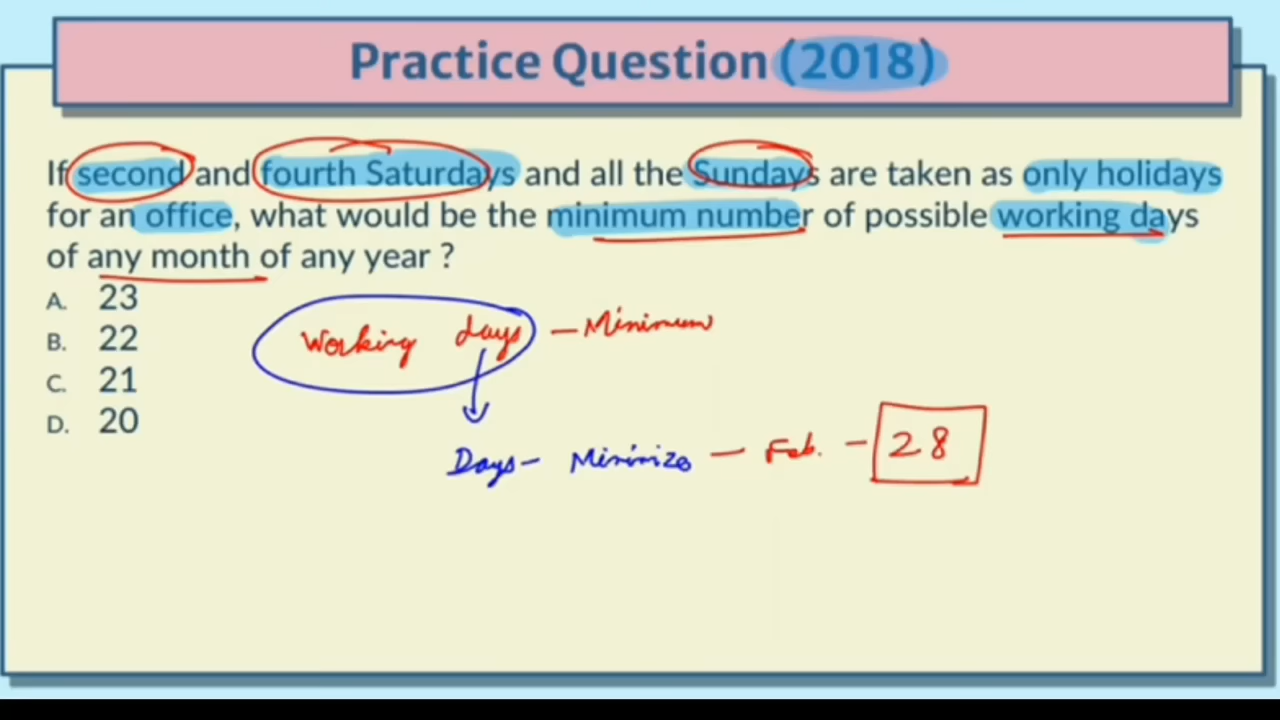 Practice Question (2018)
If second and fourth Saturdays and all the Sundays are taken as only holidays
for an office, what would be the minimum number of possible working days
of any month of any year ?
A. 23
B. 22
C. 21
D. 20
Working days - Minimum
Days - Minimize - Feb. - 28